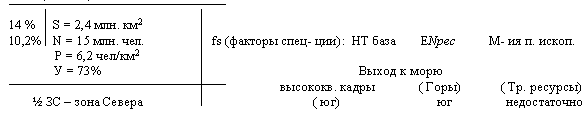 14 % S = 2,4 млн. км²
10,2% N = 15 млн. чел. fs (факторы спец- ции): НТ база ENрес М- ия п. ископ.
P = 6,2 чел/км²
У = 73% Выход к морю
высококв. кадры ( Горы) ( Тр. ресурсы)
½ ЗС – зона Севера ( юг) юг недостаточно